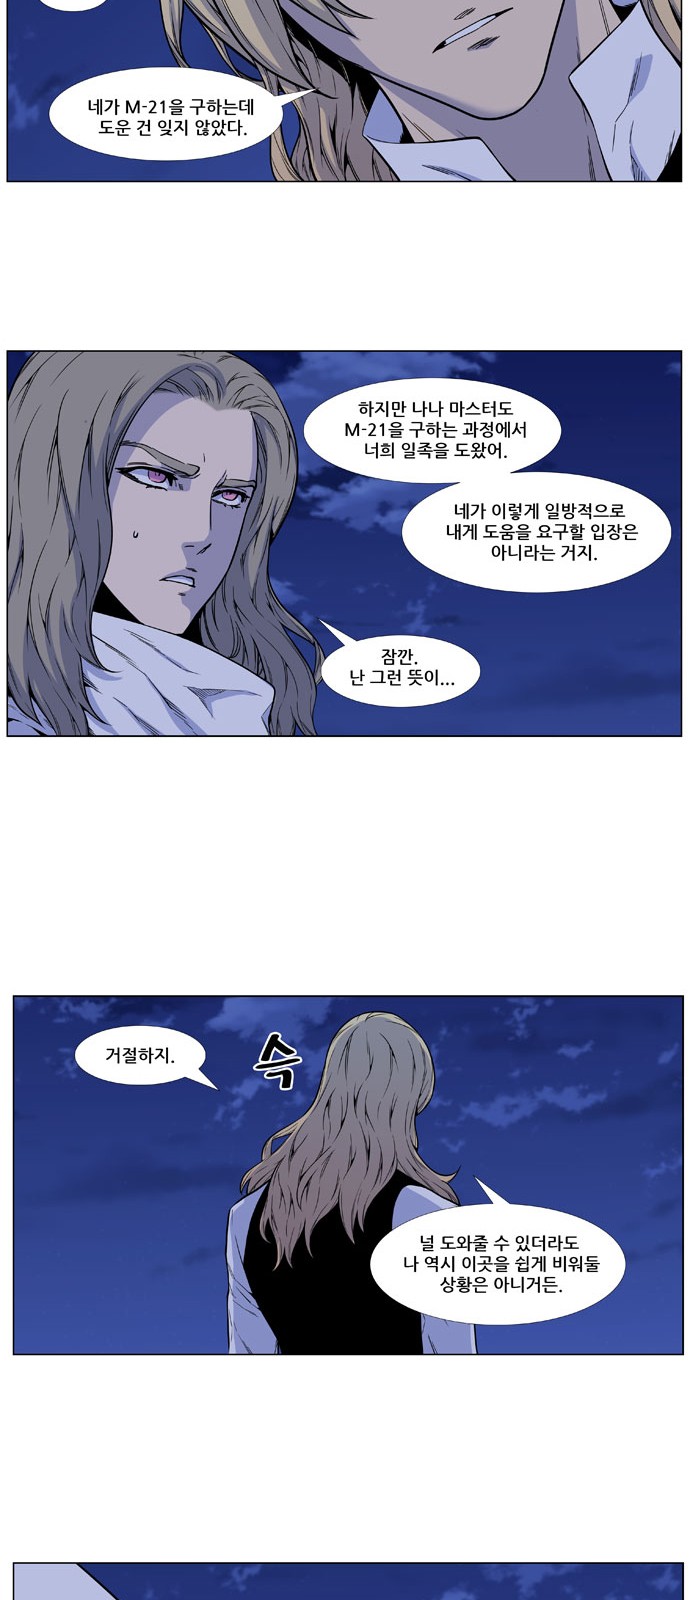 네가 M-21을 구하는데
도운 건 잊지 않았다.
하지만 나나 마스터도
M-21을 구하는 과정에서
너희 일족을 도왔어.
네가 이렇게 일방적으로
내게 도움을 요구할 입장은
아니라는 거지.
잠깐.
난 그런 뜻이...
거절하지.
슥
널 도와줄 수 있더라도
나 역시 이곳을 쉽게 비워둘
상황은 아니거든.